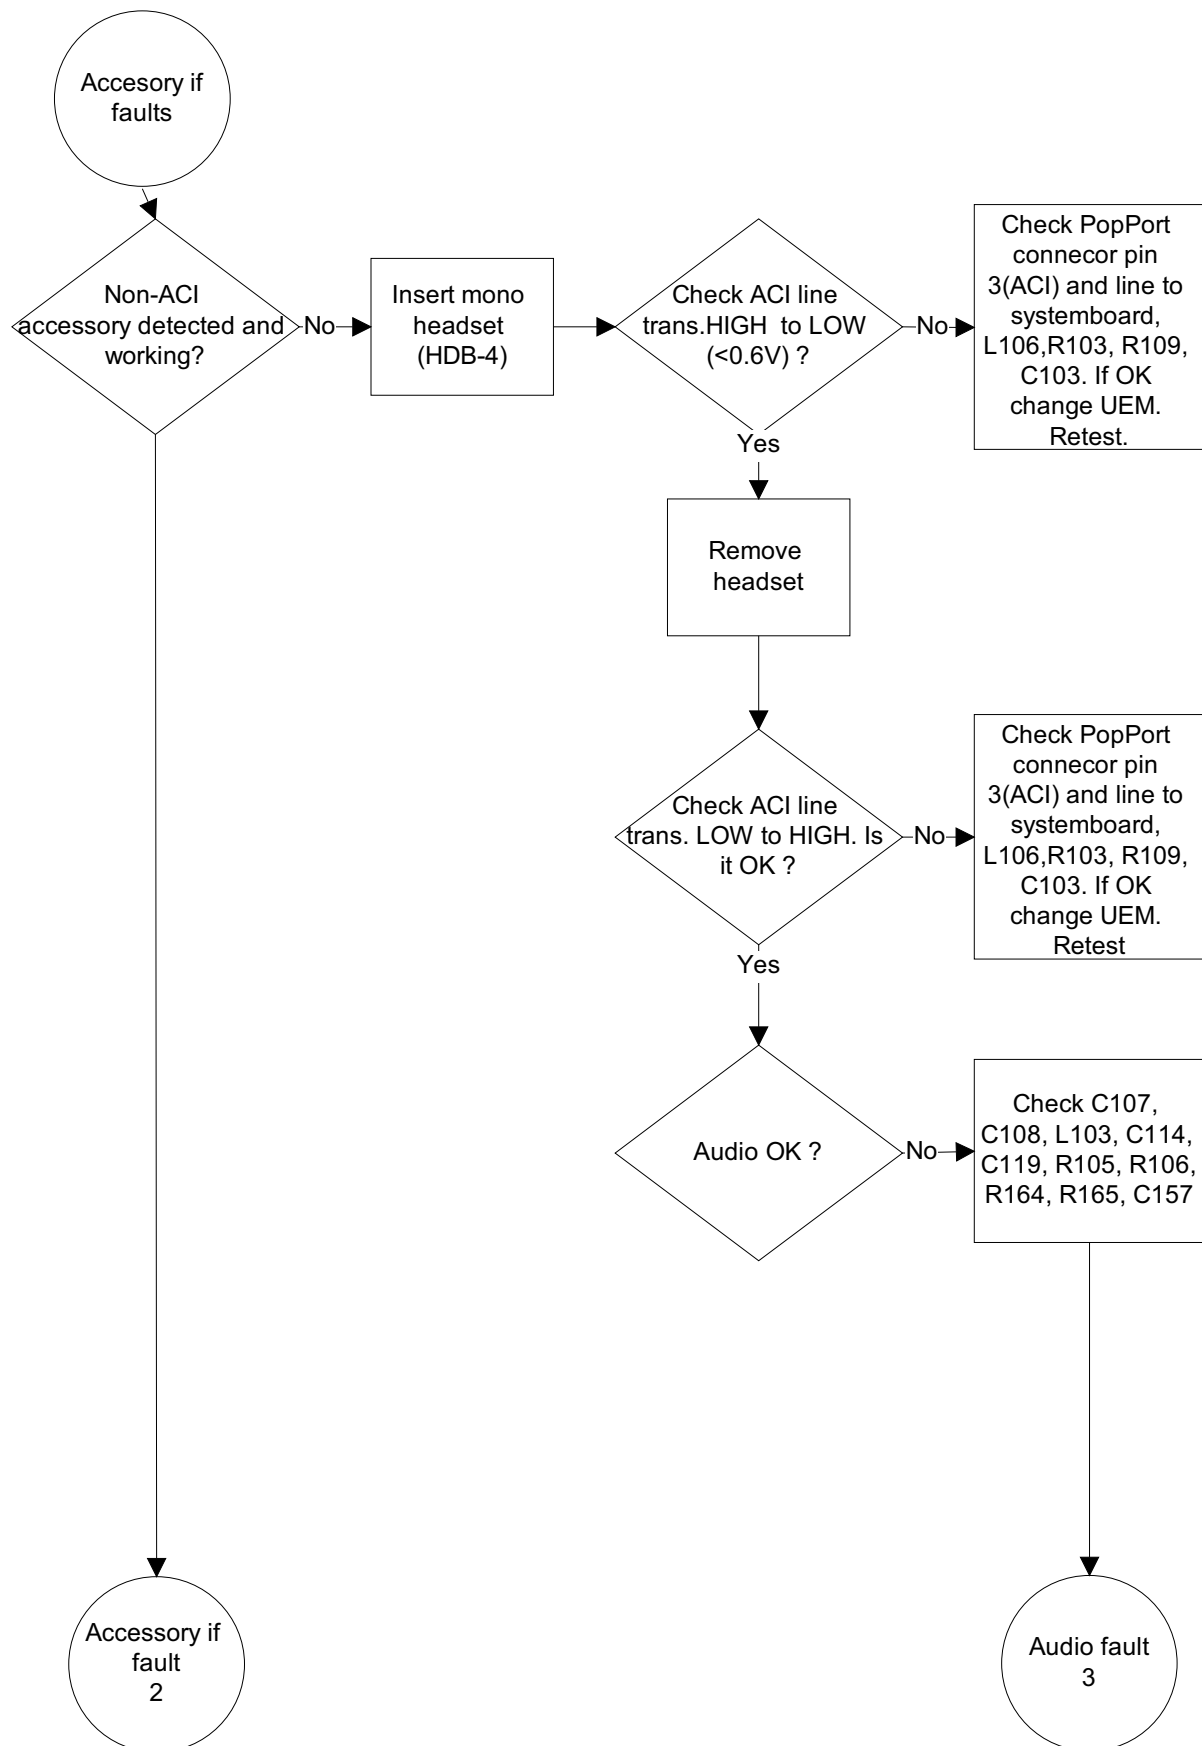 Accesory if
faults
Non-ACI
accessory detected and
working?
No
Insert mono
headset
(HDB-4)
Check ACI line
trans.HIGH  to LOW
(<0.6V) ?
No
Check PopPort
connecor pin
3(ACI) and line to
systemboard,
L106,R103, R109,
C103. If OK
change UEM.
Retest.
Yes
Remove
headset
Check ACI line
trans. LOW to HIGH. Is
it OK ?
No
Check PopPort
connecor pin
3(ACI) and line to
systemboard,
L106,R103, R109,
C103. If OK
change UEM.
Retest
Yes
Audio OK ?
No
Check C107,
C108, L103, C114,
C119, R105, R106,
R164, R165, C157
Accessory if
fault
2
Audio fault
3